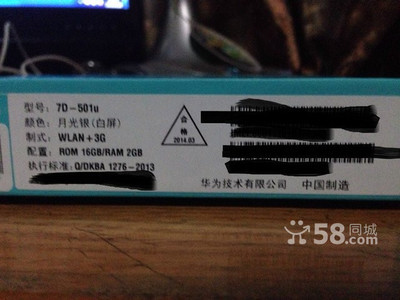 型号: 7D-501u
颜色: 月光银(白屏)
制式: WLAN+3G
配置: ROM 16GB/RAM 2GB
执行标准: Q/DKBA 1276-2013
合格
2014.03
华为技术有限公司 中国制造
58同城